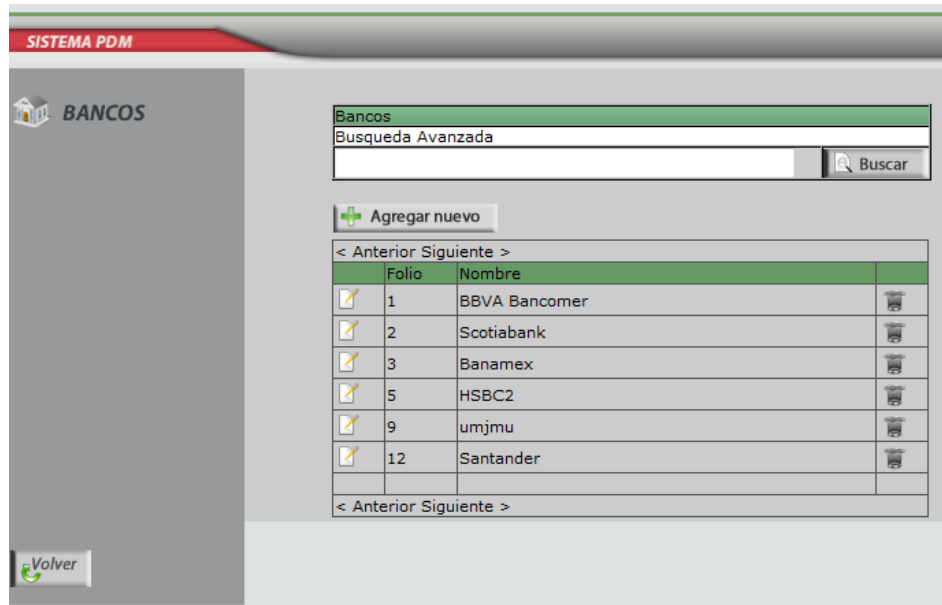 SISTEMA PDM
BANCOS
Bancos
Busqueda Avanzada
Buscar
Agregar nuevo
< Anterior Siguiente >
Folio Nombre
1 BBVA Bancomer
2 Scotiabank
3 Banamex
5 HSBC2
9 umjmu
12 Santander
< Anterior Siguiente >
Volver